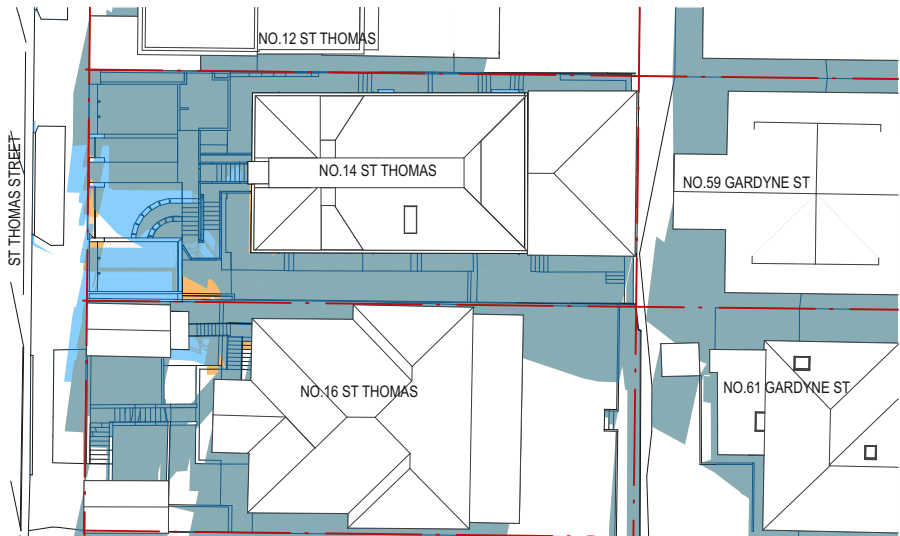 NO.12 ST THOMAS
ST THOMAS STREET
NO.14 ST THOMAS
NO.59 GARDYNE ST
NO.16 ST THOMAS
NO.61 GARDYNE ST